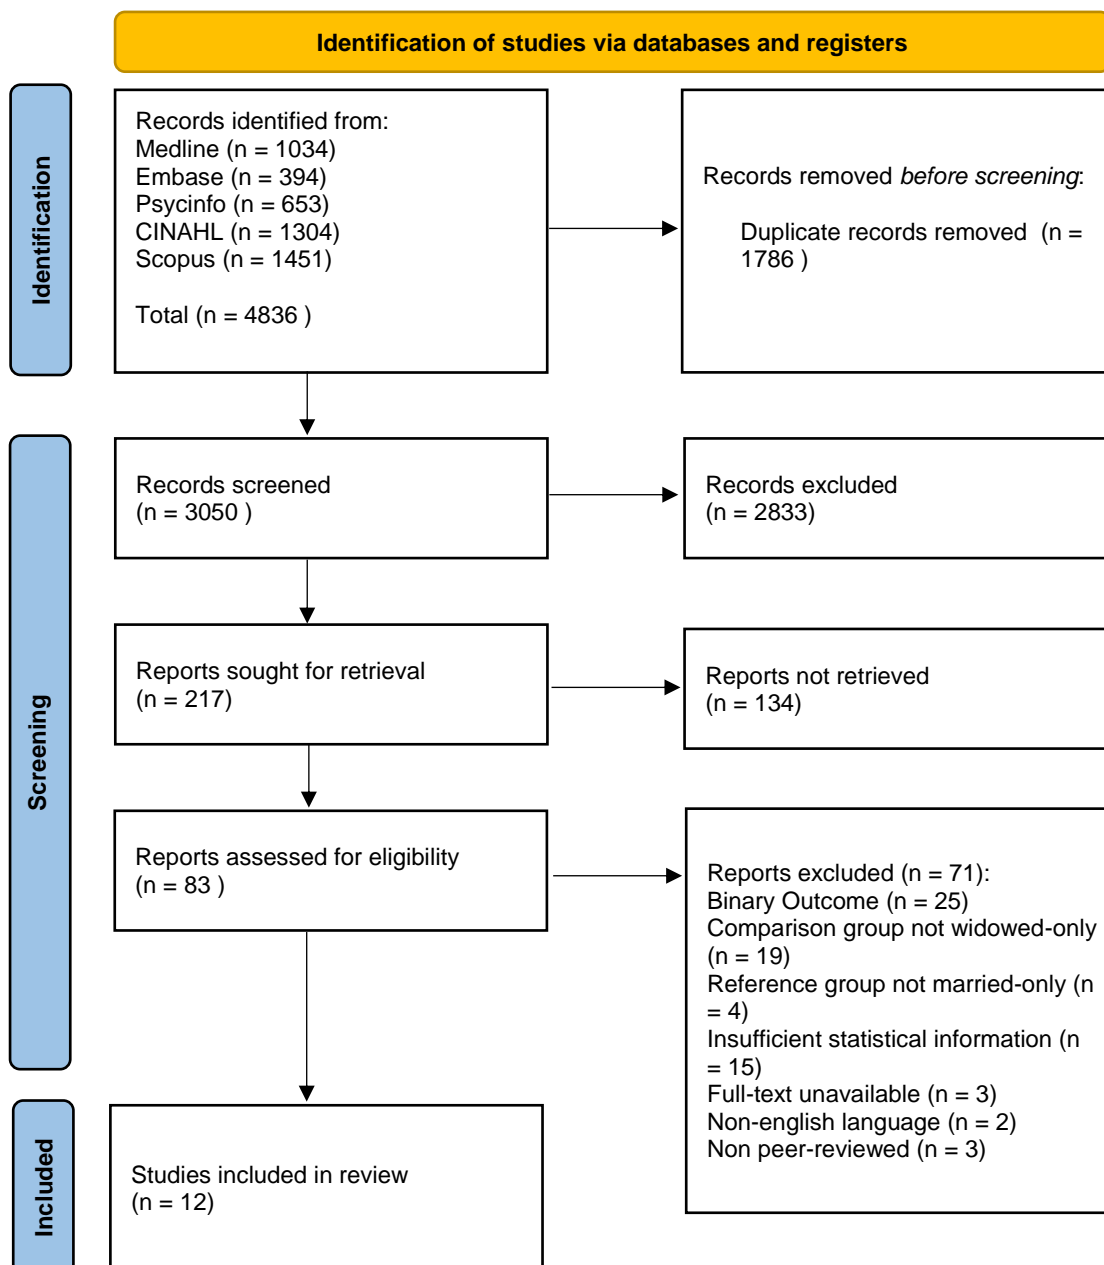 Identification of studies via databases and registers
Identification
Records identified from:
Medline (n = 1034)
Embase (n = 394)
Psycinfo (n = 653)
CINAHL (n = 1304)
Scopus (n = 1451)
Total (n = 4836 )
Records removed before screening:
Duplicate records removed  (n =
1786 )
Screening
Records screened
(n = 3050 )
Records excluded
(n = 2833)
Reports sought for retrieval
(n = 217)
Reports not retrieved
(n = 134)
Reports assessed for eligibility
(n = 83 )
Reports excluded (n = 71):
Binary Outcome (n = 25)
Comparison group not widowed-only
(n = 19)
Reference group not married-only (n
= 4)
Insufficient statistical information (n
= 15)
Full-text unavailable (n = 3)
Non-english language (n = 2)
Non peer-reviewed (n = 3)
Included
Studies included in review
(n = 12)